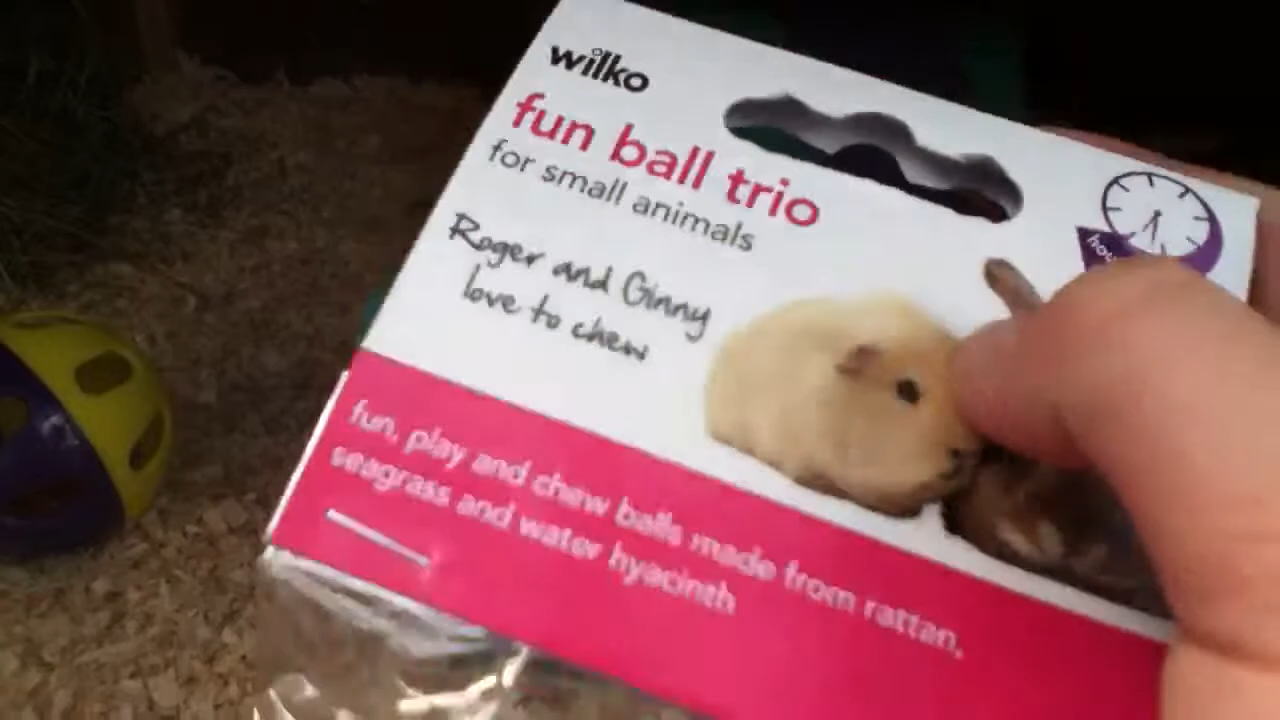 wilko
fun ball trio
for small animals
Roger and Ginny
love to chew
fun, play and chew balls made from rattan,
seagrass and water hyacinth